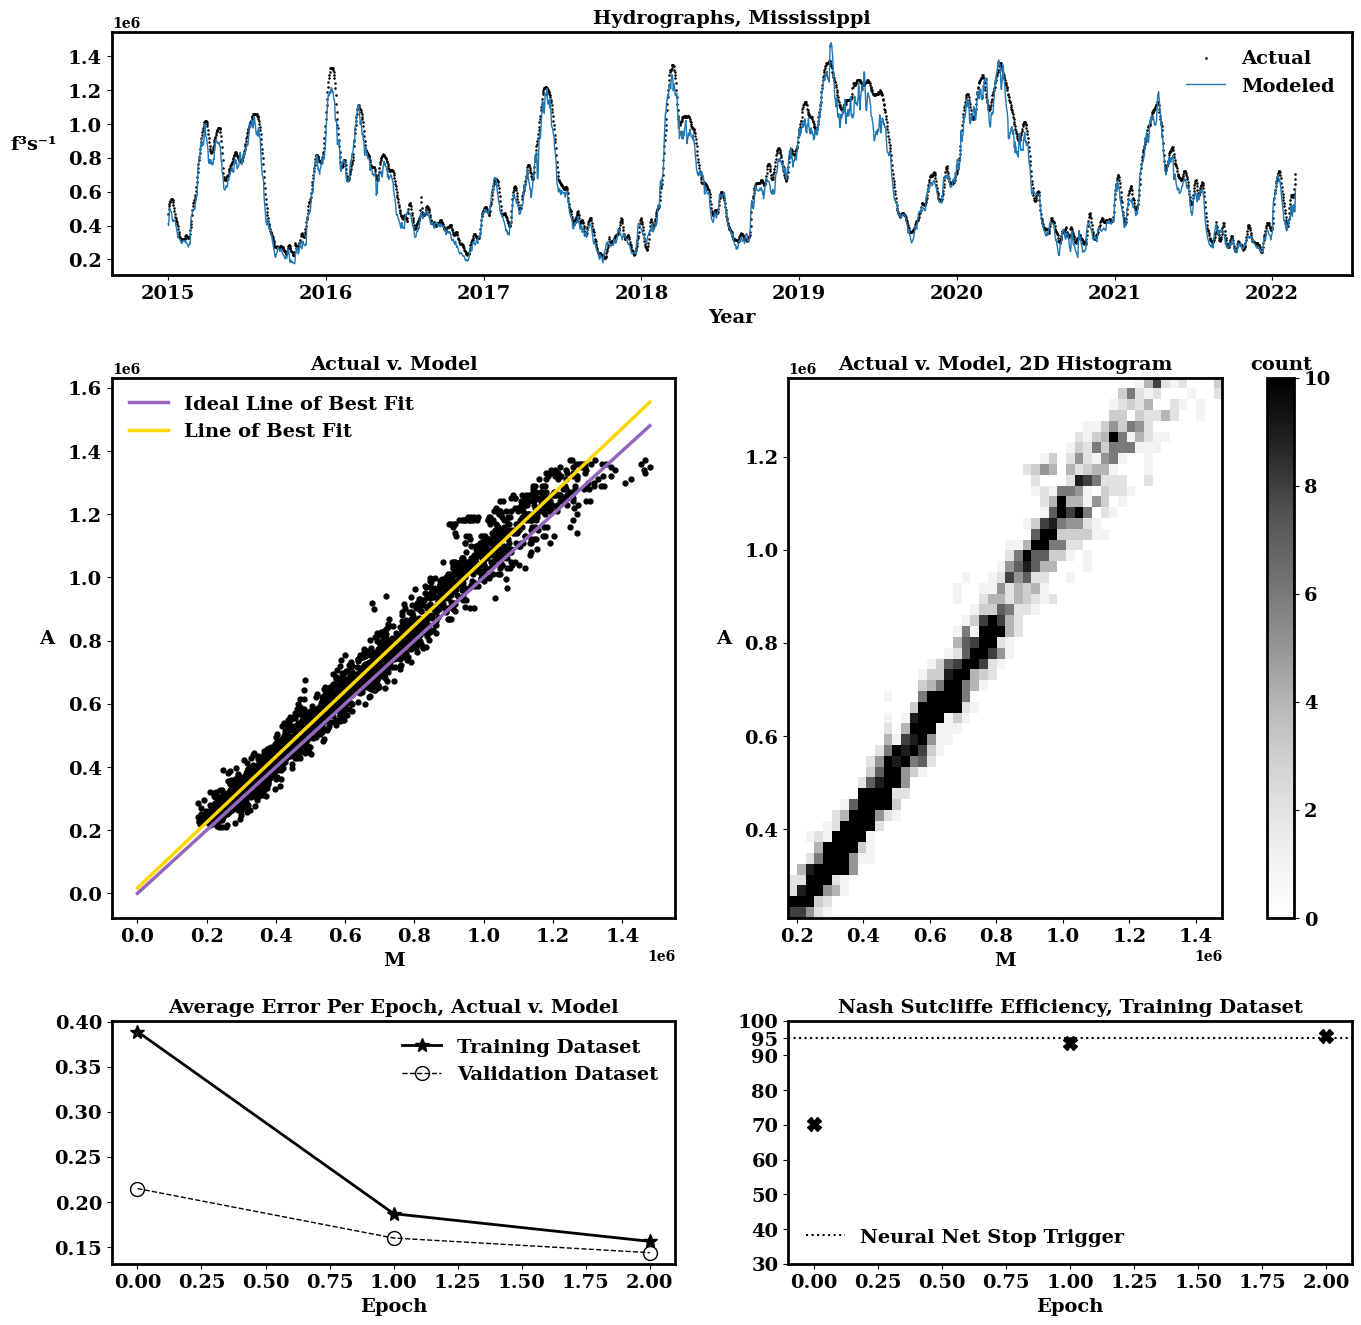 Hydrographs, Mississippi
1e6
1.4
1.2
1.0
0.8
0.6
0.4
0.2
f³s⁻¹
Actual
Modeled
2015 2016 2017 2018 2019 2020 2021 2022
Year
Actual v. Model
1e6
1.6
1.4
1.2
1.0
0.8
0.6
0.4
0.2
0.0
A
Ideal Line of Best Fit
Line of Best Fit
0.0 0.2 0.4 0.6 0.8 1.0 1.2 1.4
M
1e6
Actual v. Model, 2D Histogram
1e6
1.2
1.0
0.8
0.6
0.4
A
0.2 0.4 0.6 0.8 1.0 1.2 1.4
M
1e6
count
10
8
6
4
2
0
Average Error Per Epoch, Actual v. Model
0.40
0.35
0.30
0.25
0.20
0.15
Training Dataset
Validation Dataset
0.00 0.25 0.50 0.75 1.00 1.25 1.50 1.75 2.00
Epoch
Nash Sutcliffe Efficiency, Training Dataset
100
95
90
80
70
60
50
40
30
Neural Net Stop Trigger
0.00 0.25 0.50 0.75 1.00 1.25 1.50 1.75 2.00
Epoch